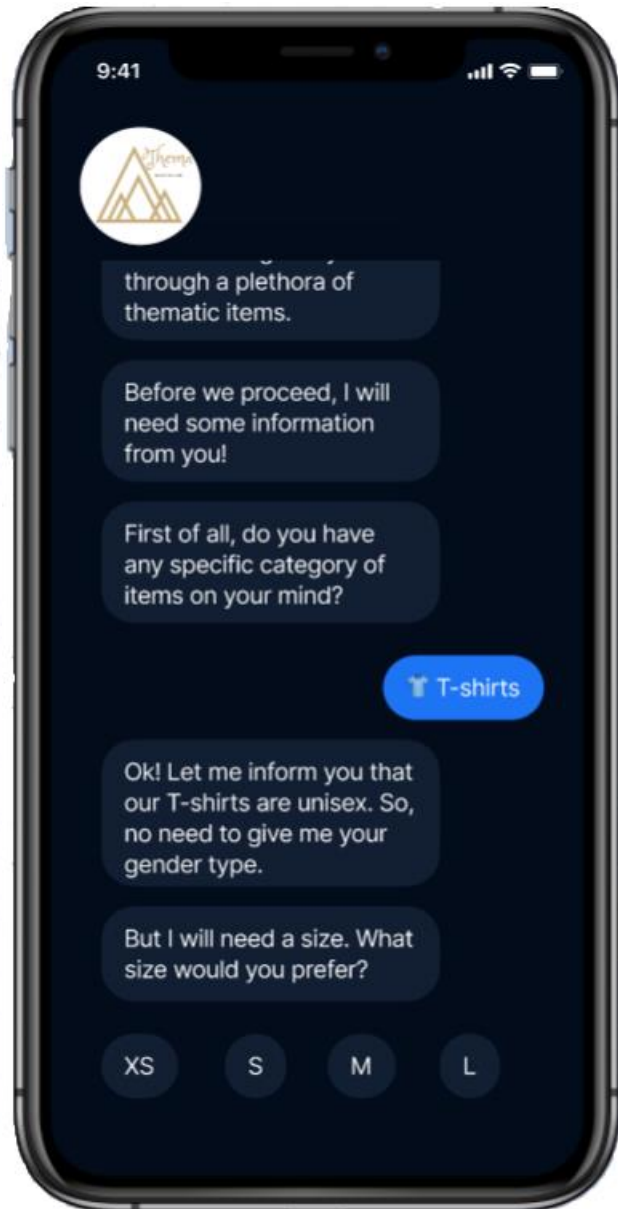 9:41
Thema
through a plethora of
thematic items.
Before we proceed, I will
need some information
from you!
First of all, do you have
any specific category of
items on your mind?
T-shirts
Ok! Let me inform you that
our T-shirts are unisex. So,
no need to give me your
gender type.
But I will need a size. What
size would you prefer?
XS S M L